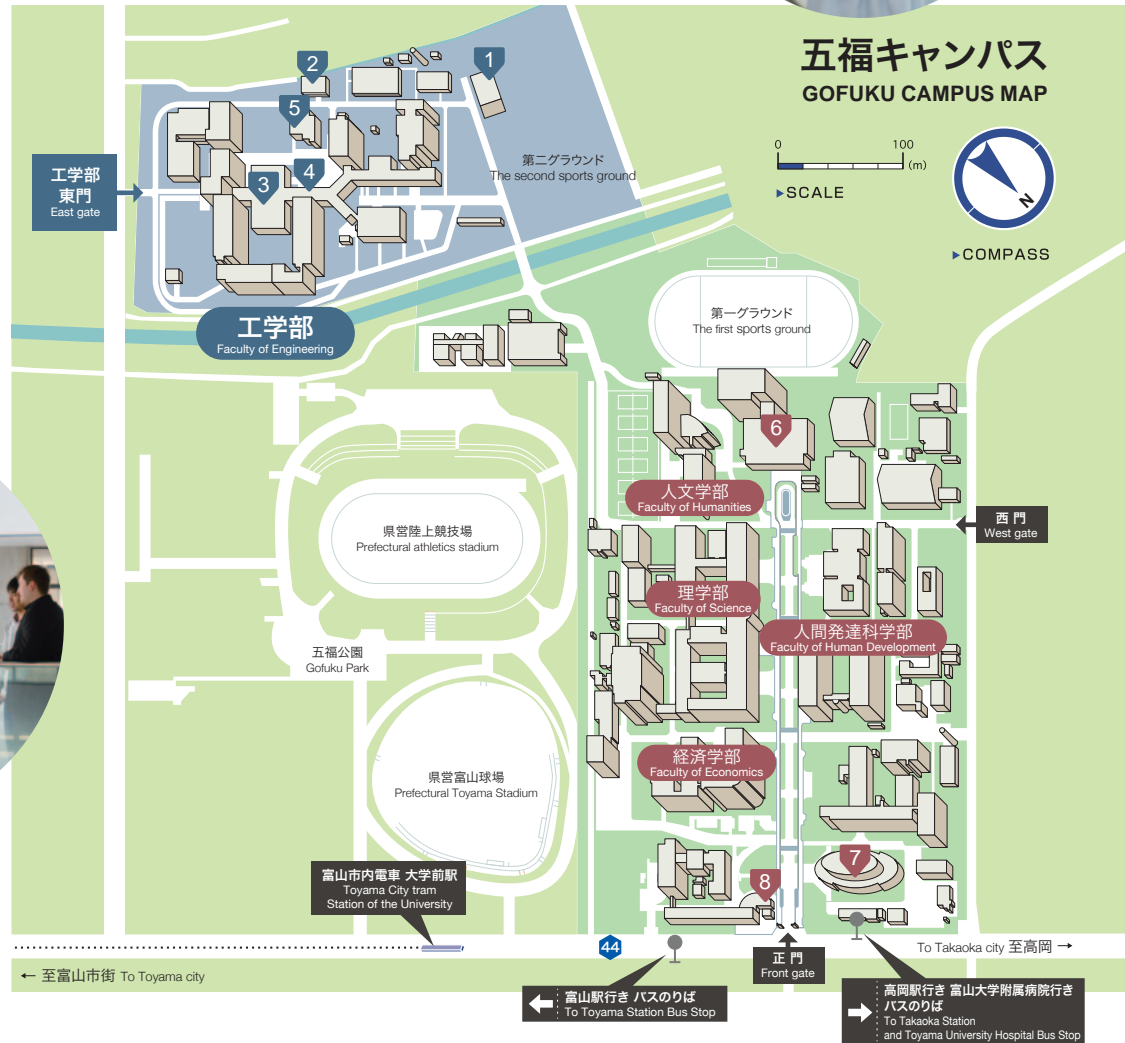 五福キャンパス
GOFUKU CAMPUS MAP
0
100
(m)
▶SCALE
N
▶COMPASS
2
1
5
3
4
第二グラウンド
The second sports ground
工学部
東門
East gate
工学部
Faculty of Engineering
第一グラウンド
The first sports ground
6
人文学部
Faculty of Humanities
西門
West gate
県営陸上競技場
Prefectural athletics stadium
理学部
Faculty of Science
人間発達科学部
Faculty of Human Development
五福公園
Gofuku Park
経済学部
Faculty of Economics
県営富山球場
Prefectural Toyama Stadium
7
8
富山市内電車 大学前駅
Toyama City tram
Station of the University
44
正門
Front gate
To Takaoka city 至高岡 →
← 至富山市街 To Toyama city
富山駅行き バスのりば
To Toyama Station Bus Stop
高岡駅行き 富山大学附属病院行き
バスのりば
To Takaoka Station
and Toyama University Hospital Bus Stop